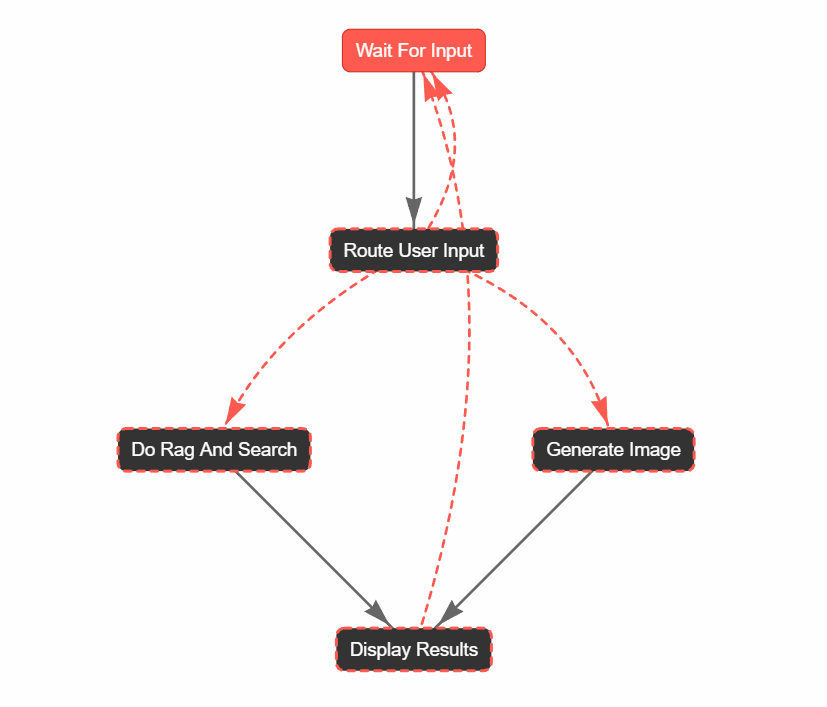 Wait For Input
Route User Input
Do Rag And Search
Generate Image
Display Results